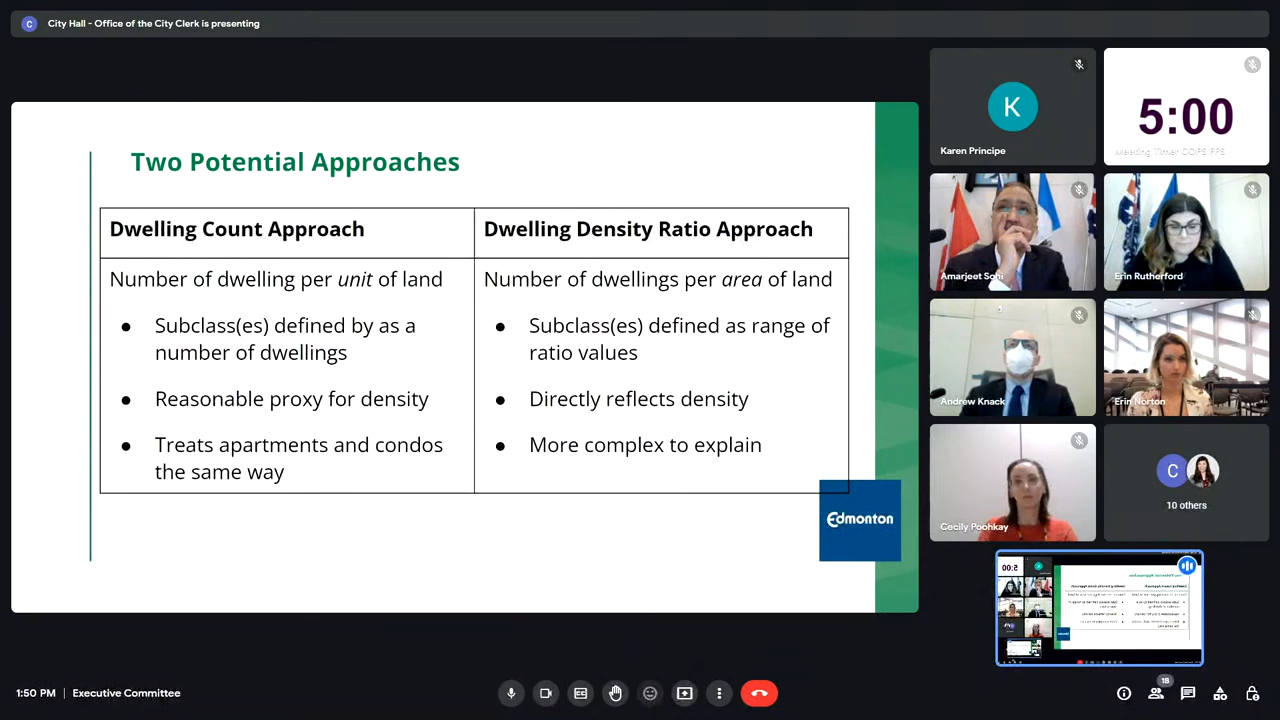 C
City Hall - Office of the City Clerk is presenting
Two Potential Approaches
Dwelling Count Approach
Number of dwelling per unit of land
● Subclass(es) defined by as a
number of dwellings
● Reasonable proxy for density
● Treats apartments and condos
the same way
Dwelling Density Ratio Approach
Number of dwellings per area of land
● Subclass(es) defined as range of
ratio values
● Directly reflects density
● More complex to explain
Edmonton
K
Karen Principe
5:00
Meeting Timer COPS FPS
Amarjeet Sohi
Erin Rutherford
Andrew Knack
Erin Norton
Cecily Poohkay
C
10 others
1:50 PM | Executive Committee
18